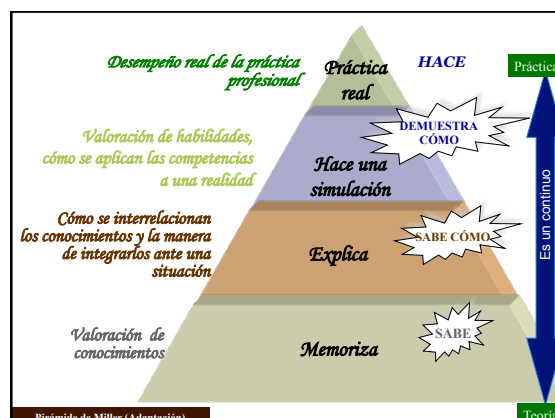 Desempeño real de la práctica
profesional
Práctica
real
HACE
Práctica
Valoración de habilidades,
cómo se aplican las competencias
a una realidad
Hace una
simulación
DEMUESTRA
CÓMO
Cómo se interrelacionan
los conocimientos y la manera
de integrarlos ante una
situación
Explica
SABE CÓMO
Es un continuo
Valoración de
conocimientos
Memoriza
SABE
Pirámide de Miller (Adaptación)
Teoría